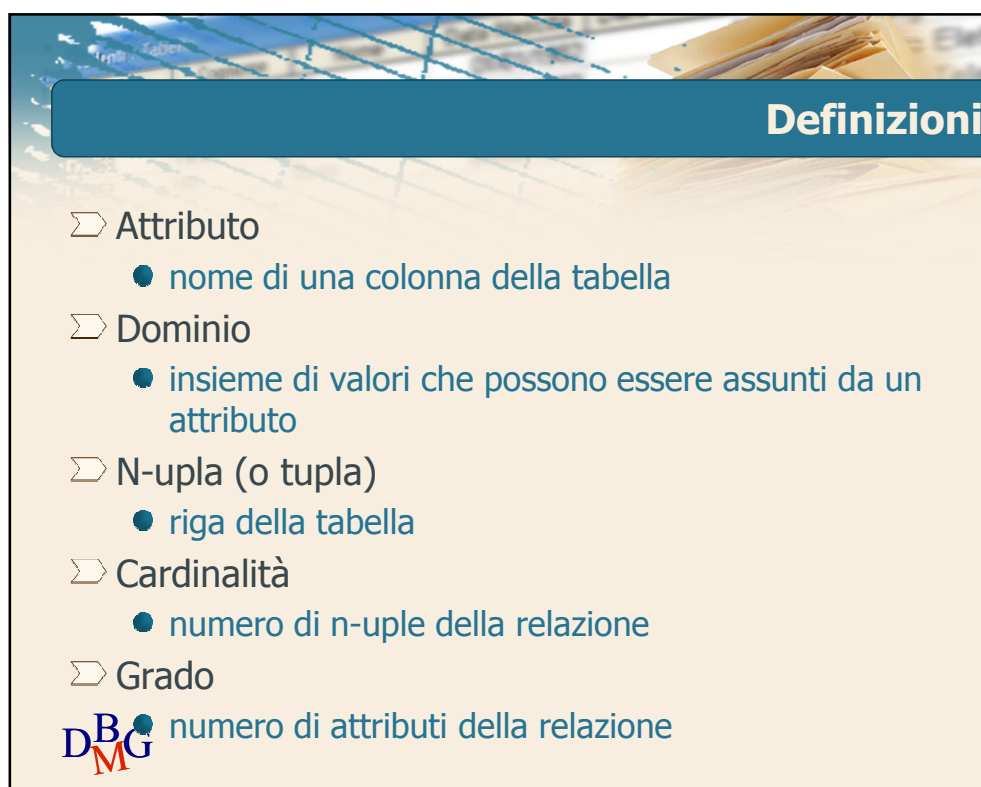 Definizioni
Attributo
nome di una colonna della tabella
Dominio
insieme di valori che possono essere assunti da un
attributo
N-upla (o tupla)
riga della tabella
Cardinalità
numero di n-uple della relazione
Grado
numero di attributi della relazione
DBMG